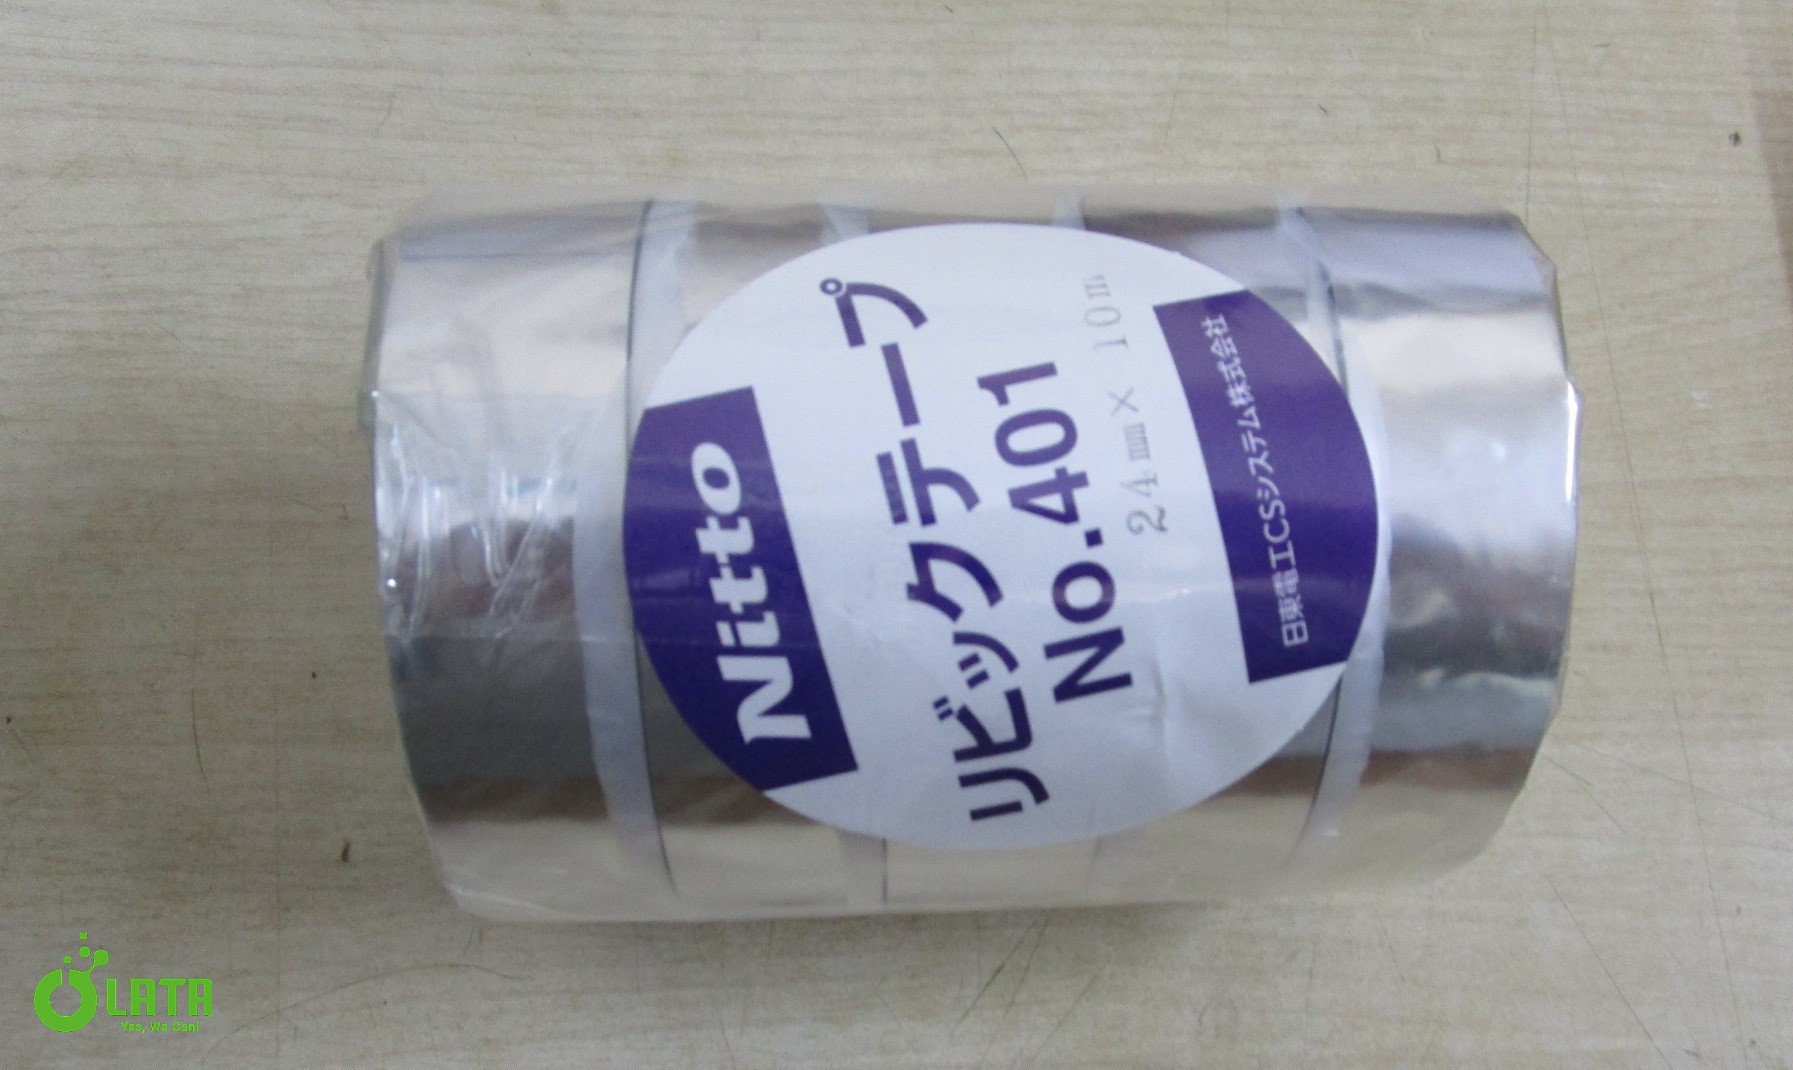 Nitto
リビックテープ
No.401
24mm× 10m
日東電工CSシステム株式会社
LATA
Yes, We Can!